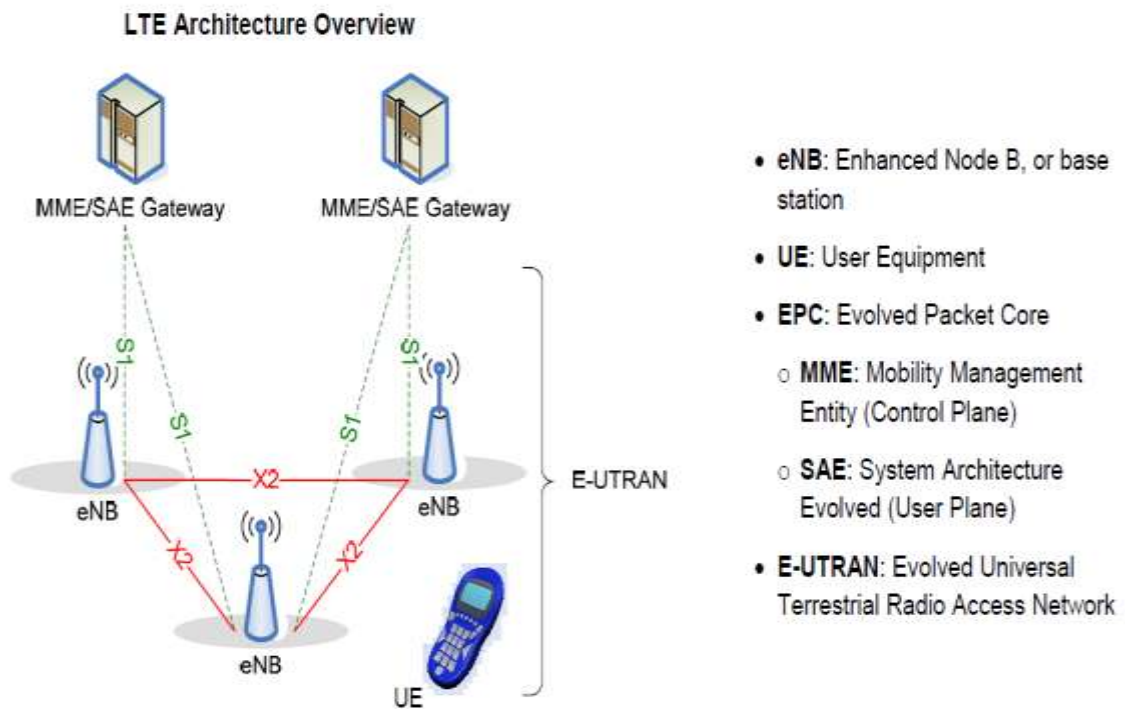 LTE Architecture Overview
MME/SAE Gateway
MME/SAE Gateway
S1
S1
S1
S1
eNB
X2
eNB
X2
X2
eNB
UE
E-UTRAN
• eNB: Enhanced Node B, or base
station
• UE: User Equipment
• EPC: Evolved Packet Core
○ MME: Mobility Management
Entity (Control Plane)
○ SAE: System Architecture
Evolved (User Plane)
• E-UTRAN: Evolved Universal
Terrestrial Radio Access Network